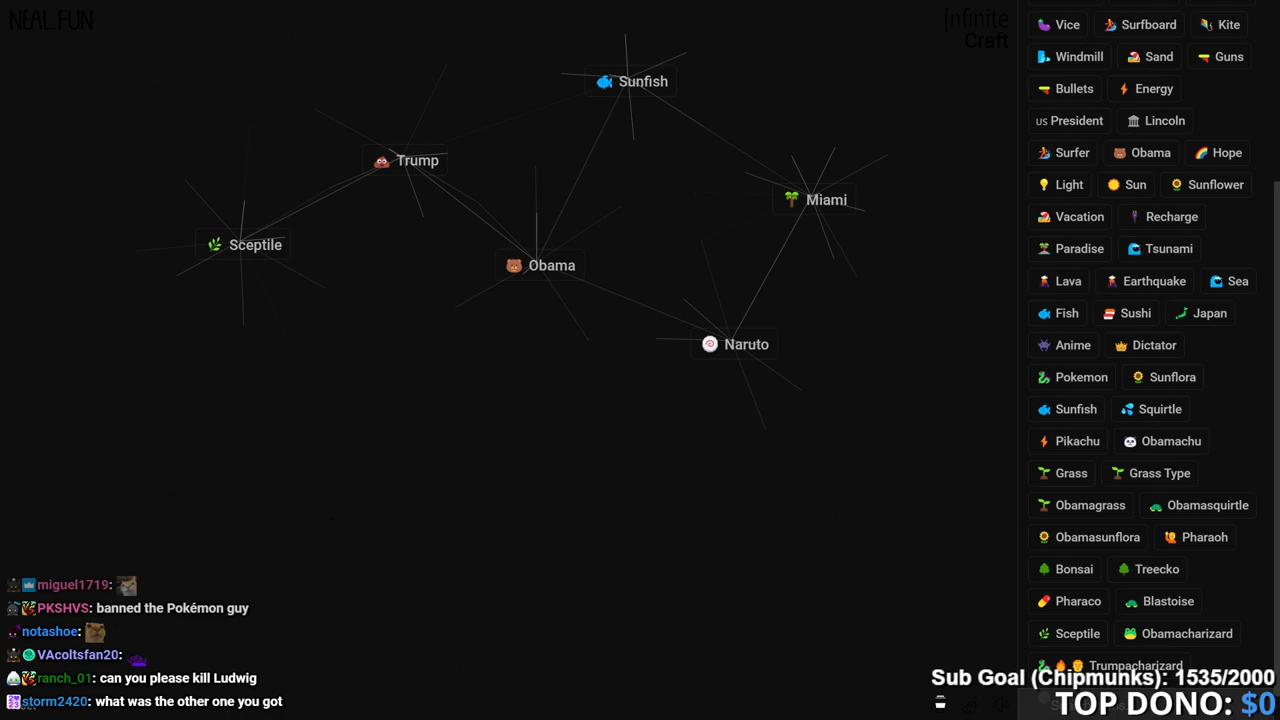 NEAL.FUN
Infinite
Craft
Sunfish
Trump
Miami
Sceptile
Obama
Naruto
Vice Surfboard Kite
Windmill Sand Guns
Bullets Energy
US President Lincoln
Surfer Obama Hope
Light Sun Sunflower
Vacation Recharge
Paradise Tsunami
Lava Earthquake Sea
Fish Sushi Japan
Anime Dictator
Pokemon Sunflora
Sunfish Squirtle
Pikachu Obamachu
Grass Grass Type
Obamagrass Obamasquirtle
Obamasunflora Pharaoh
Bonsai Treecko
Pharaco Blastoise
Sceptile Obamacharizard
Trumpacharizard
miguel1719:
PKSHVS: banned the Pokémon guy
notashoe:
VAcoltsfan20:
ranch_01: can you please kill Ludwig
storm2420: what was the other one you got
Sub Goal (Chipmunks): 1535/2000
TOP DONO: $0